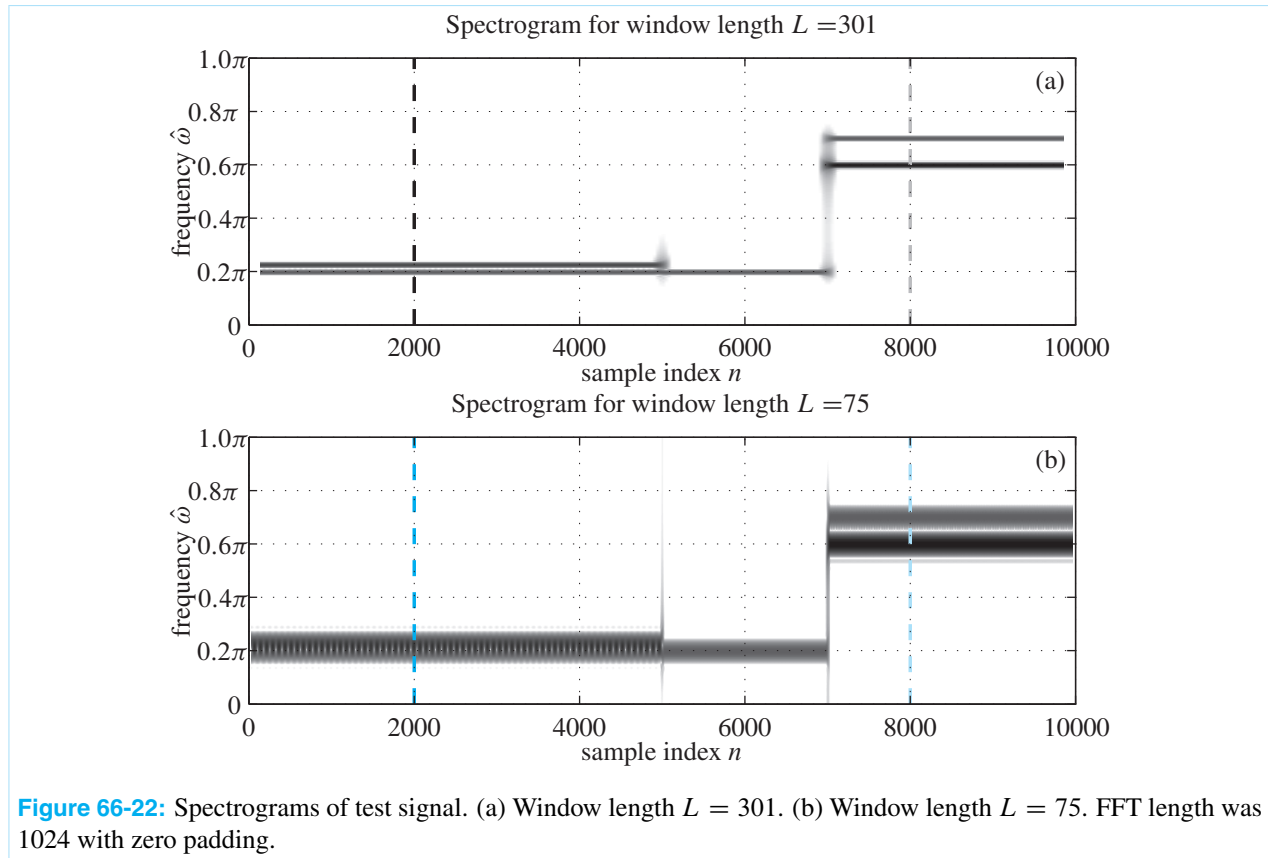 Spectrogram for window length L =301
(a)
1.0π
0.8π
0.6π
0.4π
0.2π
0
frequency ω̂
0 2000 4000 6000 8000 10000
sample index n
Spectrogram for window length L =75
(b)
1.0π
0.8π
0.6π
0.4π
0.2π
0
frequency ω̂
0 2000 4000 6000 8000 10000
sample index n
Figure 66-22: Spectrograms of test signal. (a) Window length L = 301. (b) Window length L = 75. FFT length was
1024 with zero padding.